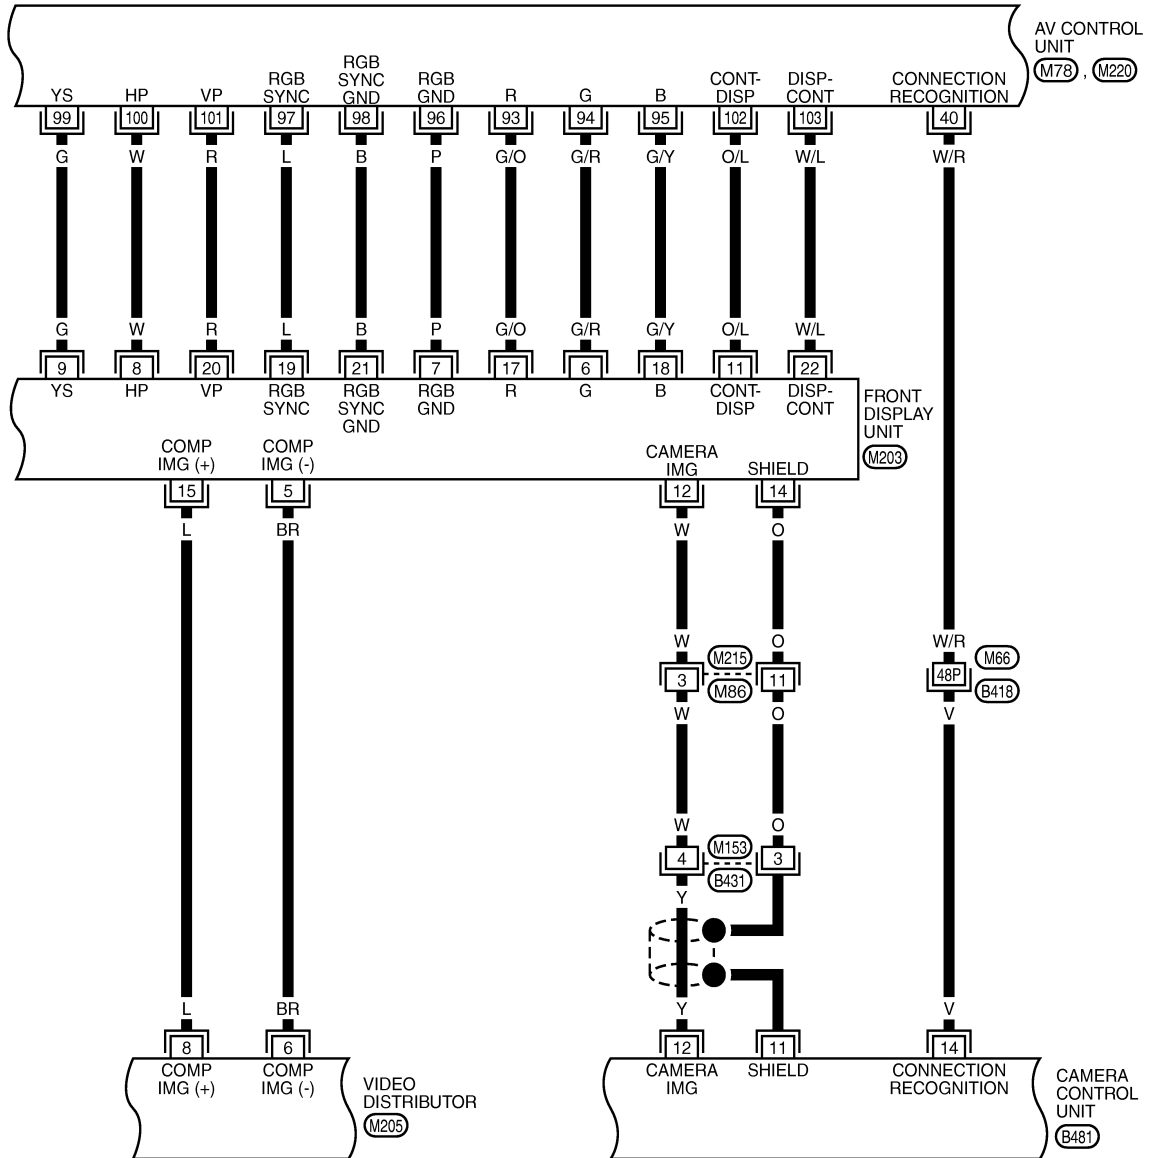 AV CONTROL
UNIT
M78 , M220
YS HP VP RGB SYNC RGB SYNC GND RGB GND R G B CONT- DISP DISP- CONT CONNECTION RECOGNITION
99 100 101 97 98 96 93 94 95 102 103 40
G W R L B P G/O G/R G/Y O/L W/L W/R
G W R L B P G/O G/R G/Y O/L W/L
9 8 20 19 21 7 17 6 18 11 22
YS HP VP RGB SYNC RGB SYNC GND RGB GND R G B CONT- DISP DISP- CONT
FRONT
DISPLAY
UNIT
M203
COMP IMG (+) COMP IMG (-) CAMERA IMG SHIELD
15 5 12 14
L BR W O
W O W/R
M215 M66
3 11 48P
M86 B418
W O V
W O
M153
4 3
B431
Y
L BR Y V
8 6 12 11 14
COMP IMG (+) COMP IMG (-) CAMERA IMG SHIELD CONNECTION RECOGNITION
VIDEO
DISTRIBUTOR
M205
CAMERA
CONTROL
UNIT
B481